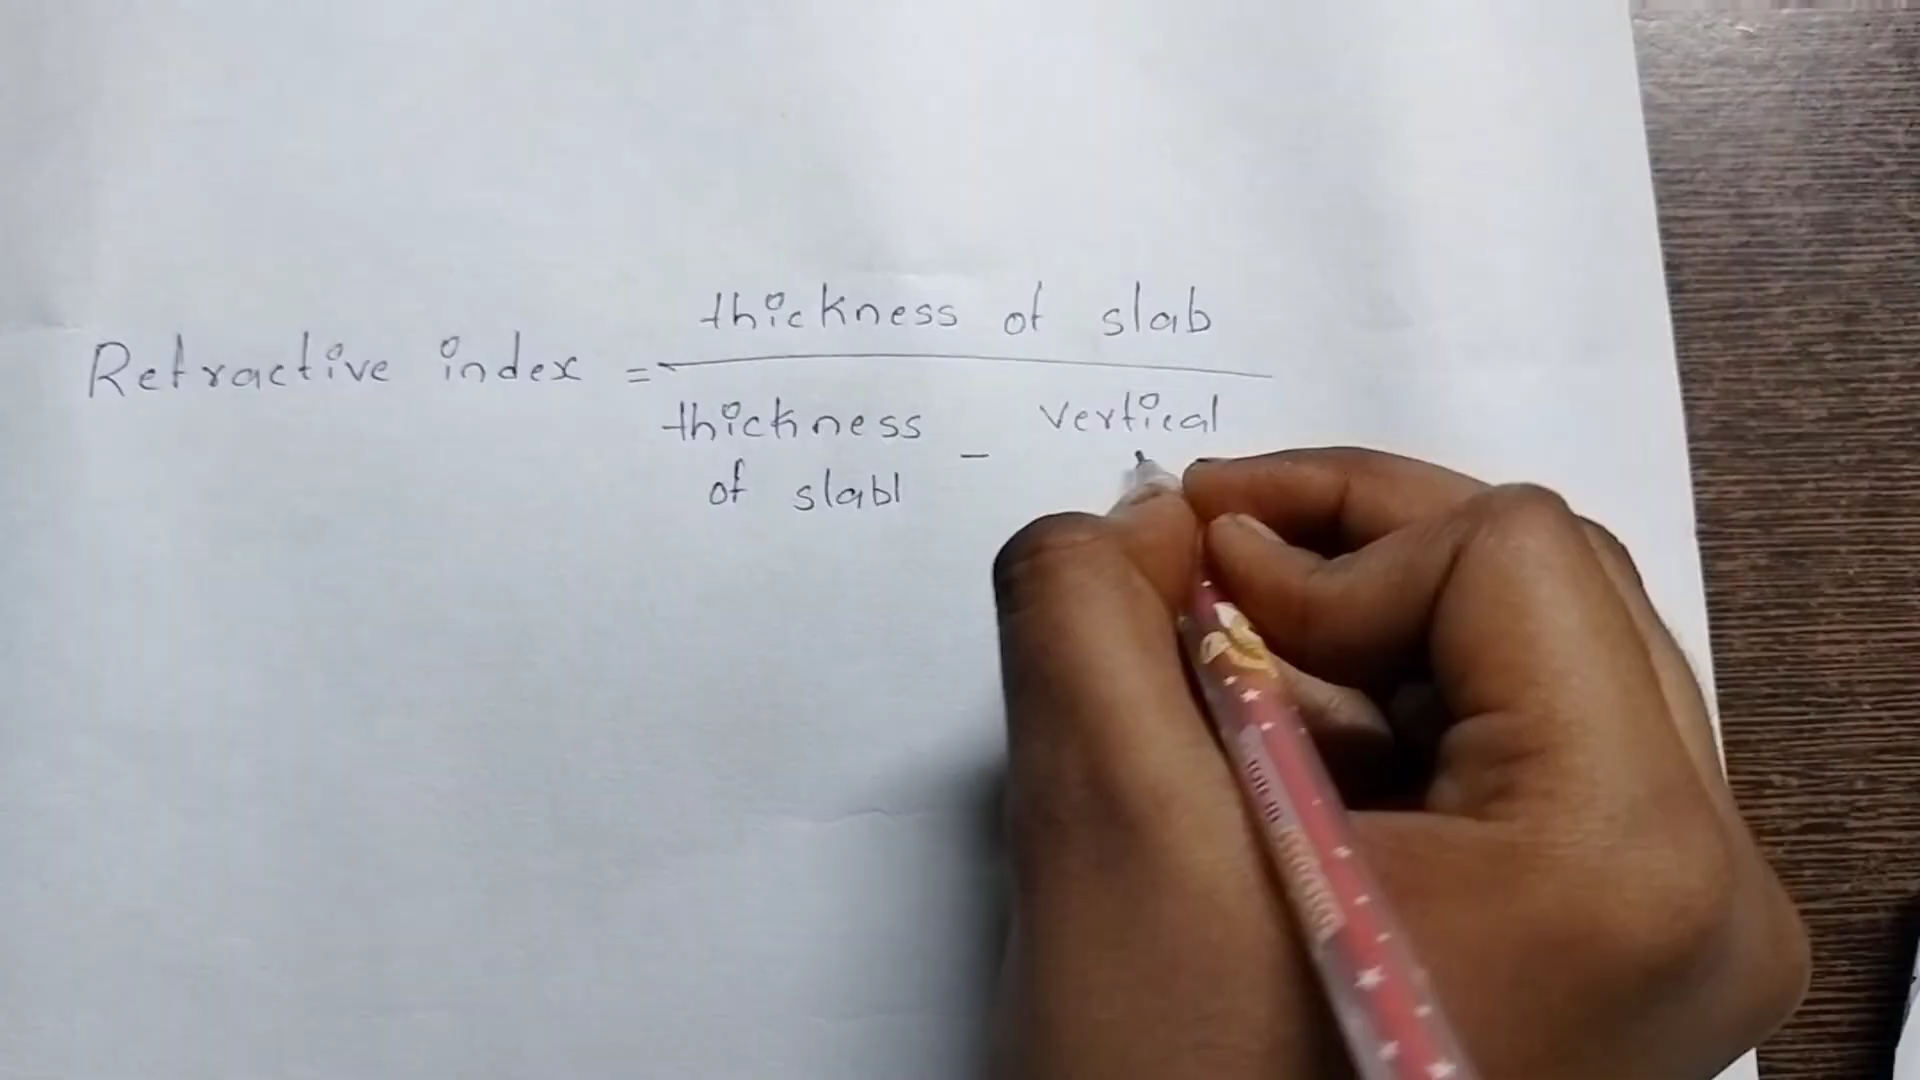 thickness of slab
Refractive index =
thickness - vertical
of slabl